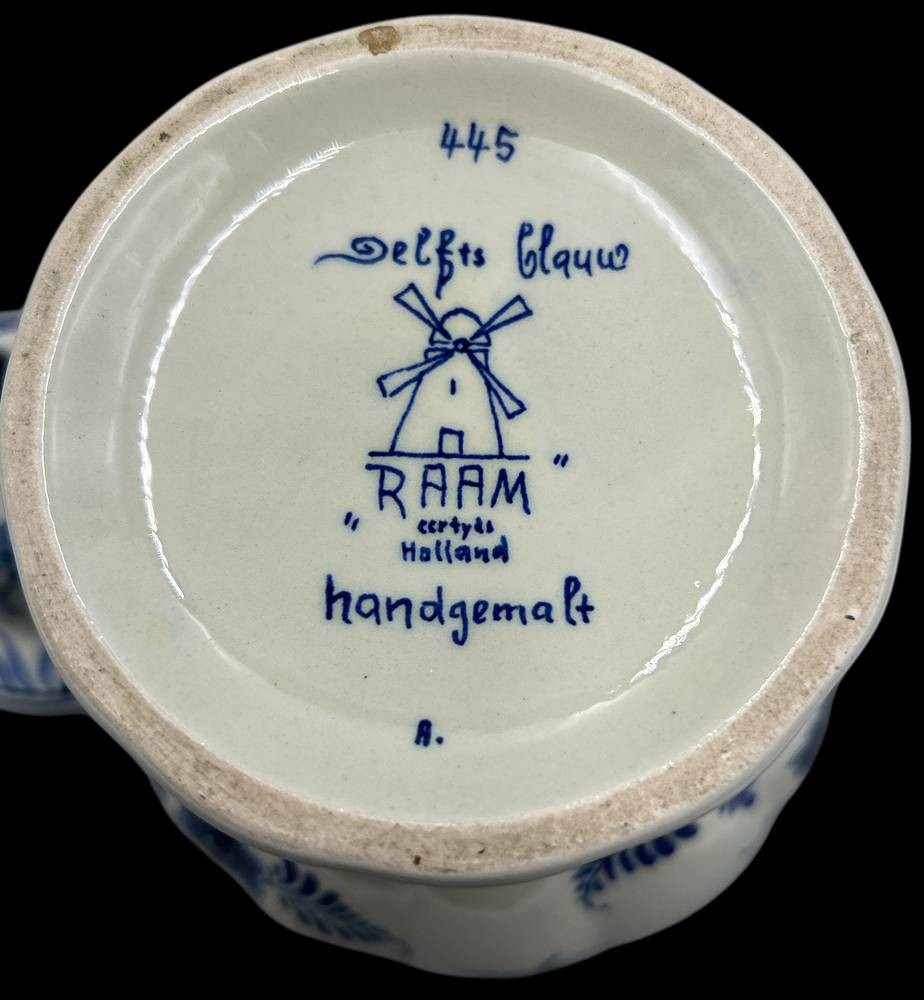 445
Delfts blauw
"RAAM"
Holland
handgemalt
A.